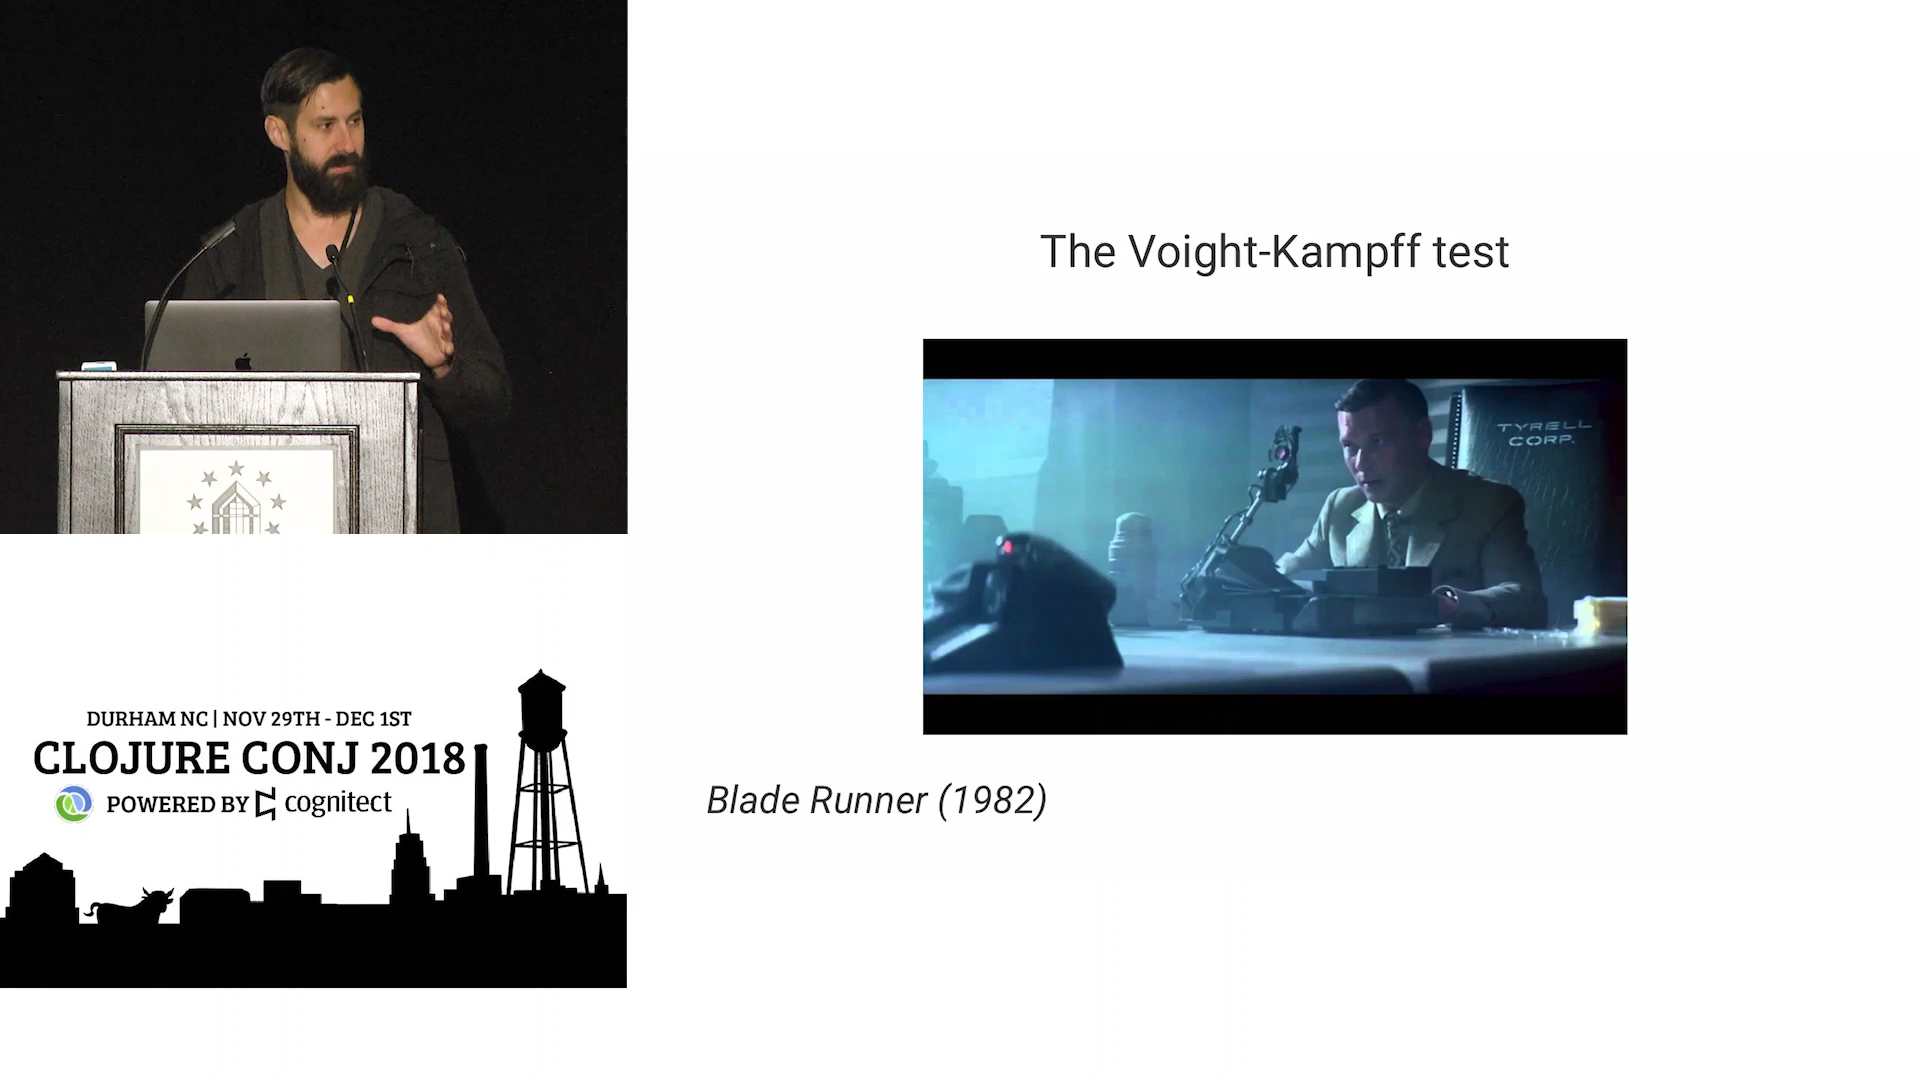 The Voight-Kampff test
TYRELL
CORP.
Blade Runner (1982)
DURHAM NC | NOV 29TH - DEC 1ST
CLOJURE CONJ 2018
POWERED BY cognitect